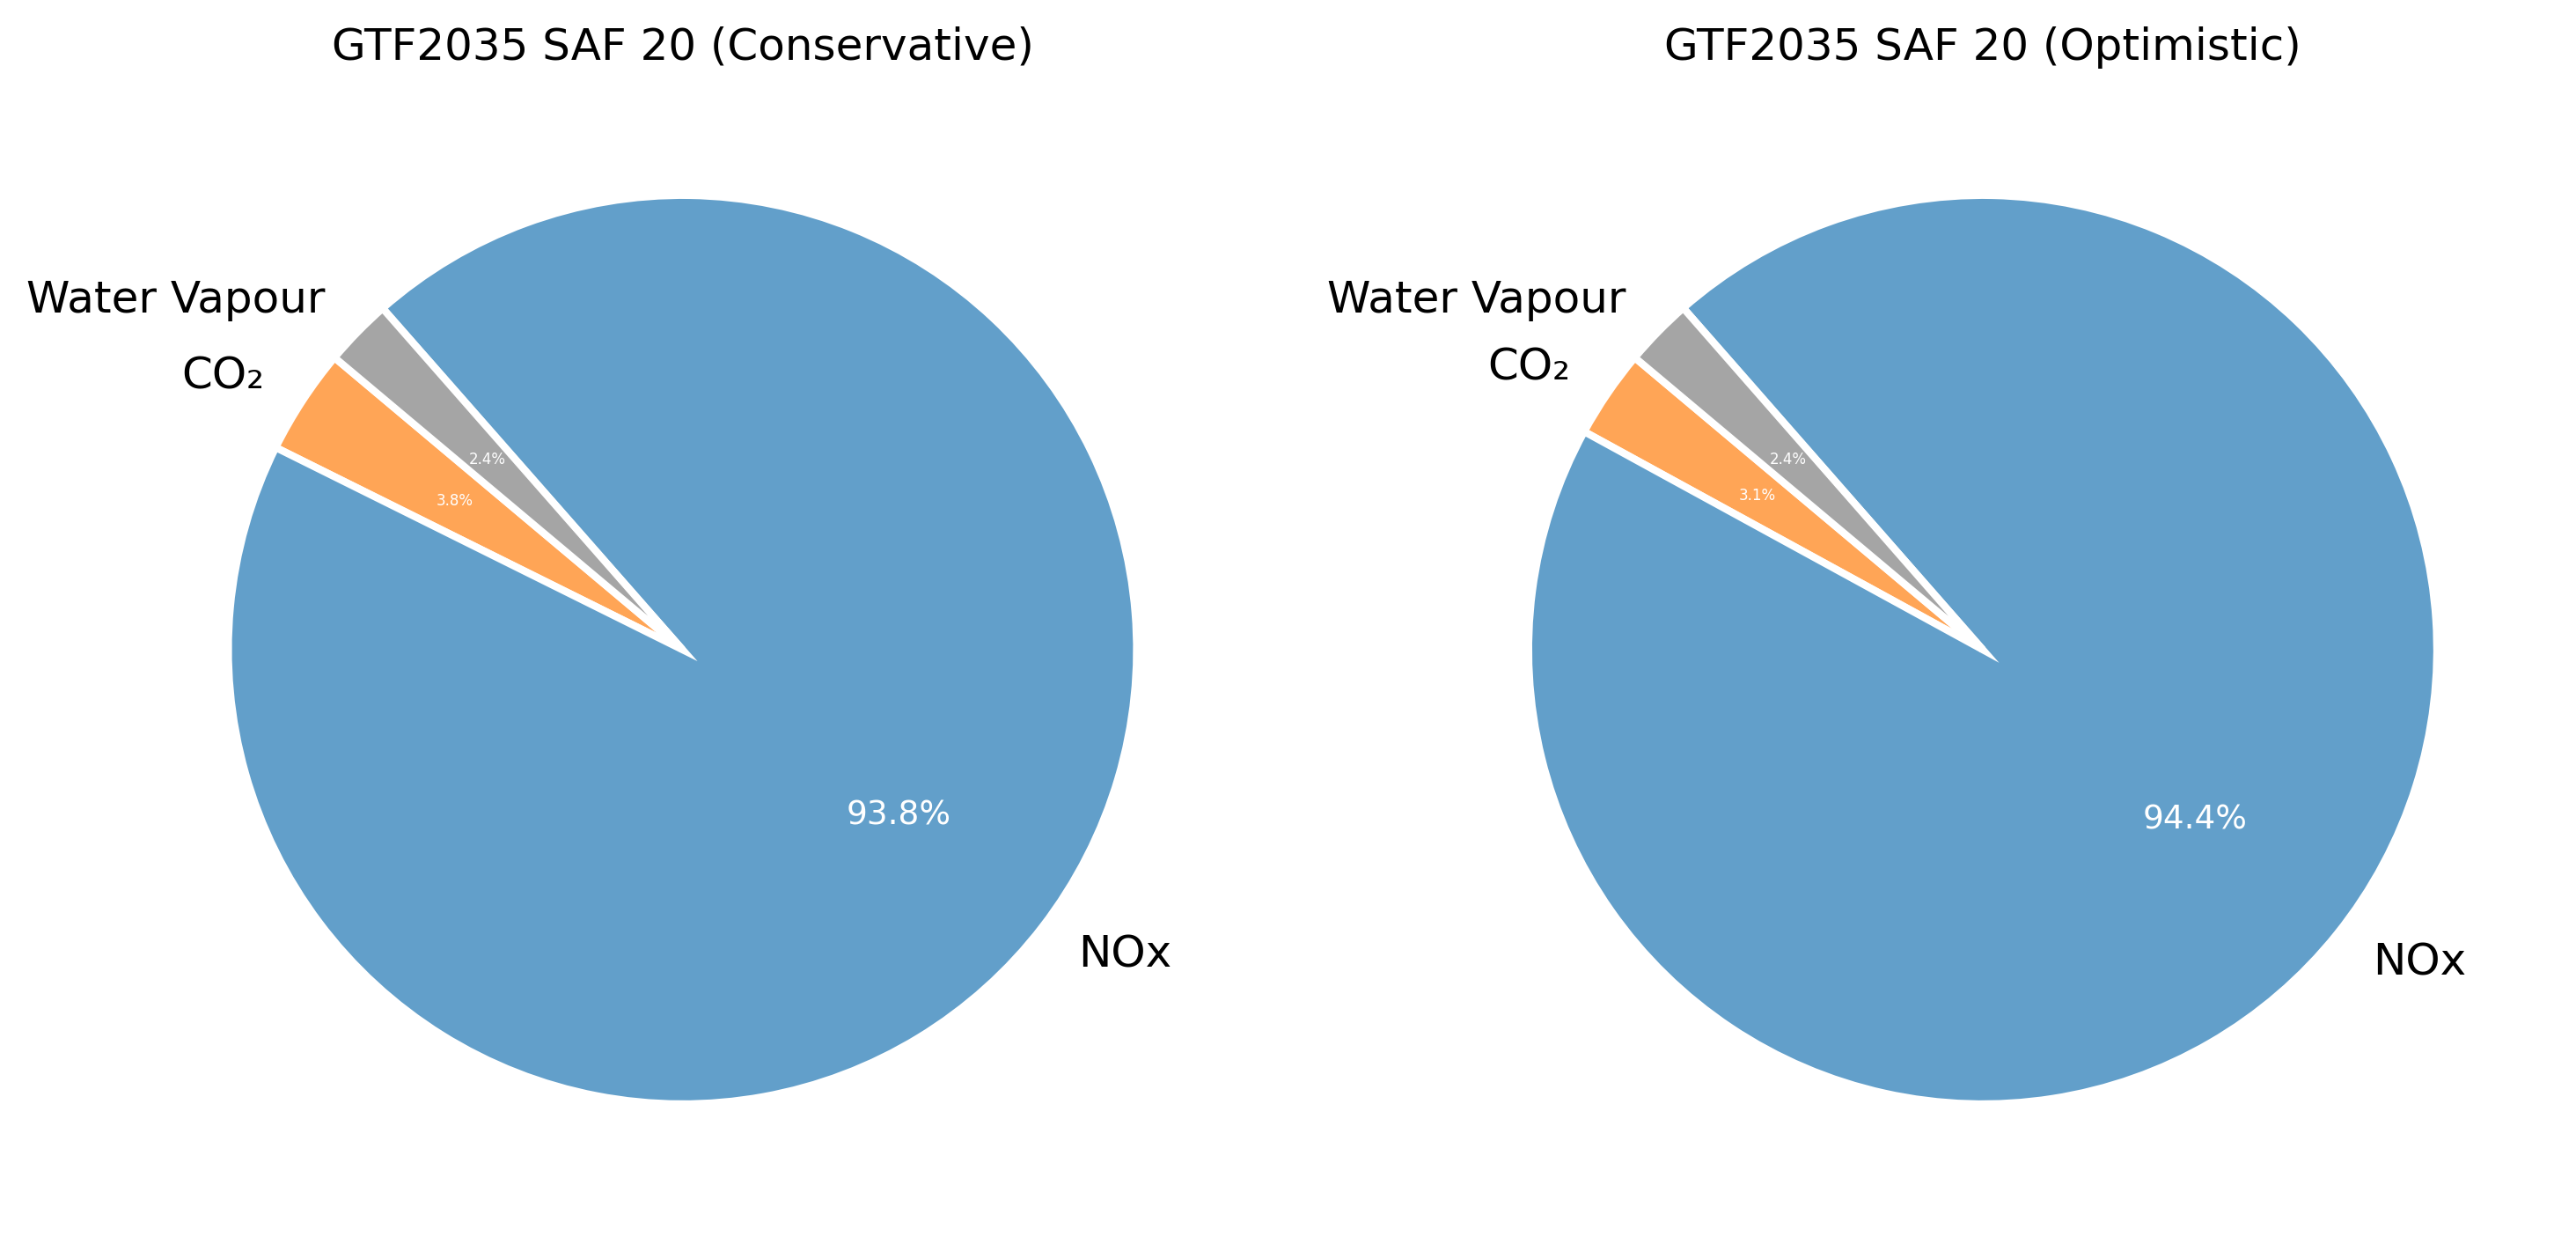 GTF2035 SAF 20 (Conservative)
Water Vapour
CO₂
2.4%
3.8%
93.8%
NOx
GTF2035 SAF 20 (Optimistic)
Water Vapour
CO₂
2.4%
3.1%
94.4%
NOx